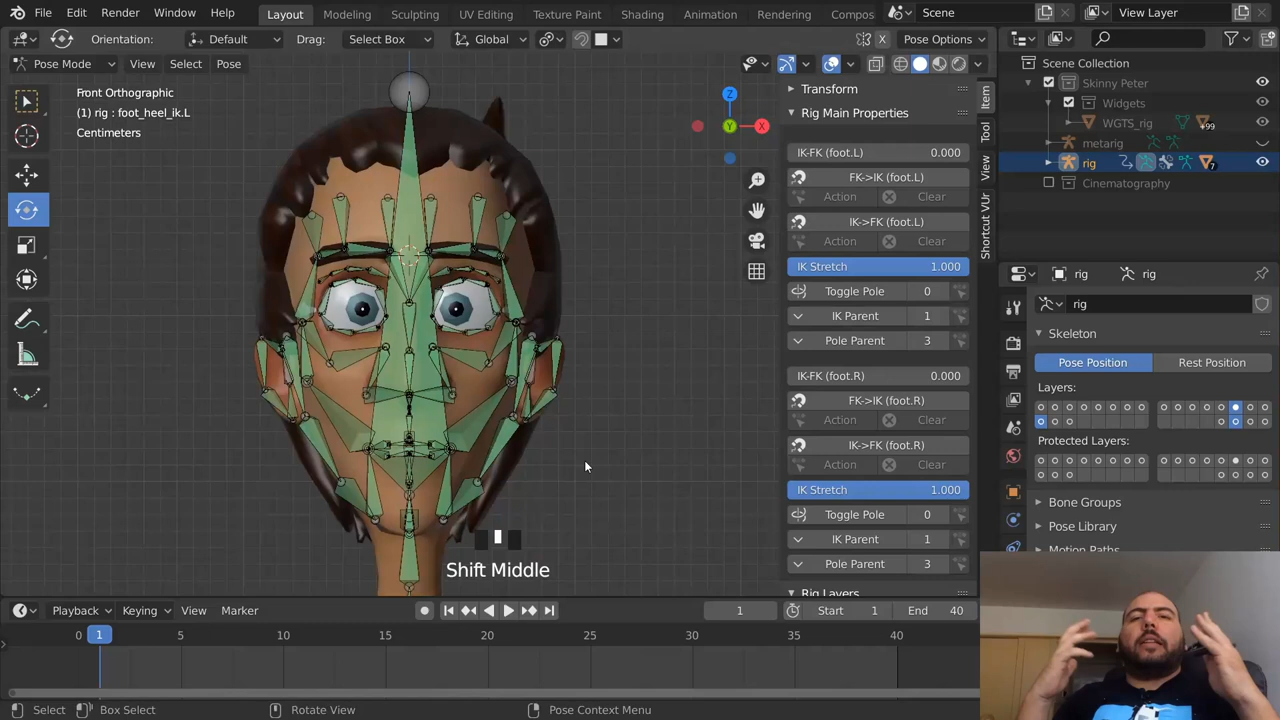 File Edit Render Window Help Layout Modeling Sculpting UV Editing Texture Paint Shading Animation Rendering Compos Scene View Layer
Orientation: Default Drag: Select Box Global X Pose Options
Pose Mode View Select Pose
Front Orthographic
(1) rig : foot_heel_ik.L
Centimeters
Z
Y
X
Shift Middle
Transform
Rig Main Properties
IK-FK (foot.L) 0.000
FK->IK (foot.L)
Action Clear
IK->FK (foot.L)
Action Clear
IK Stretch 1.000
Toggle Pole 0
IK Parent 1
Pole Parent 3
IK-FK (foot.R) 0.000
FK->IK (foot.R)
Action Clear
IK->FK (foot.R)
Action Clear
IK Stretch 1.000
Toggle Pole 0
IK Parent 1
Pole Parent 3
Rig Layers
Item
Tool
View
Shortcut VUr
Scene Collection
Skinny Peter
Widgets
WGTS_rig +99
metarig
rig 7
Cinematography
rig rig
rig
Skeleton
Pose Position Rest Position
Layers:
Protected Layers:
Bone Groups
Pose Library
Motion Paths
Playback Keying View Marker 1 Start 1 End 40
0 1 5 10 15 20 25 30 35 40
Select Box Select Rotate View Pose Context Menu